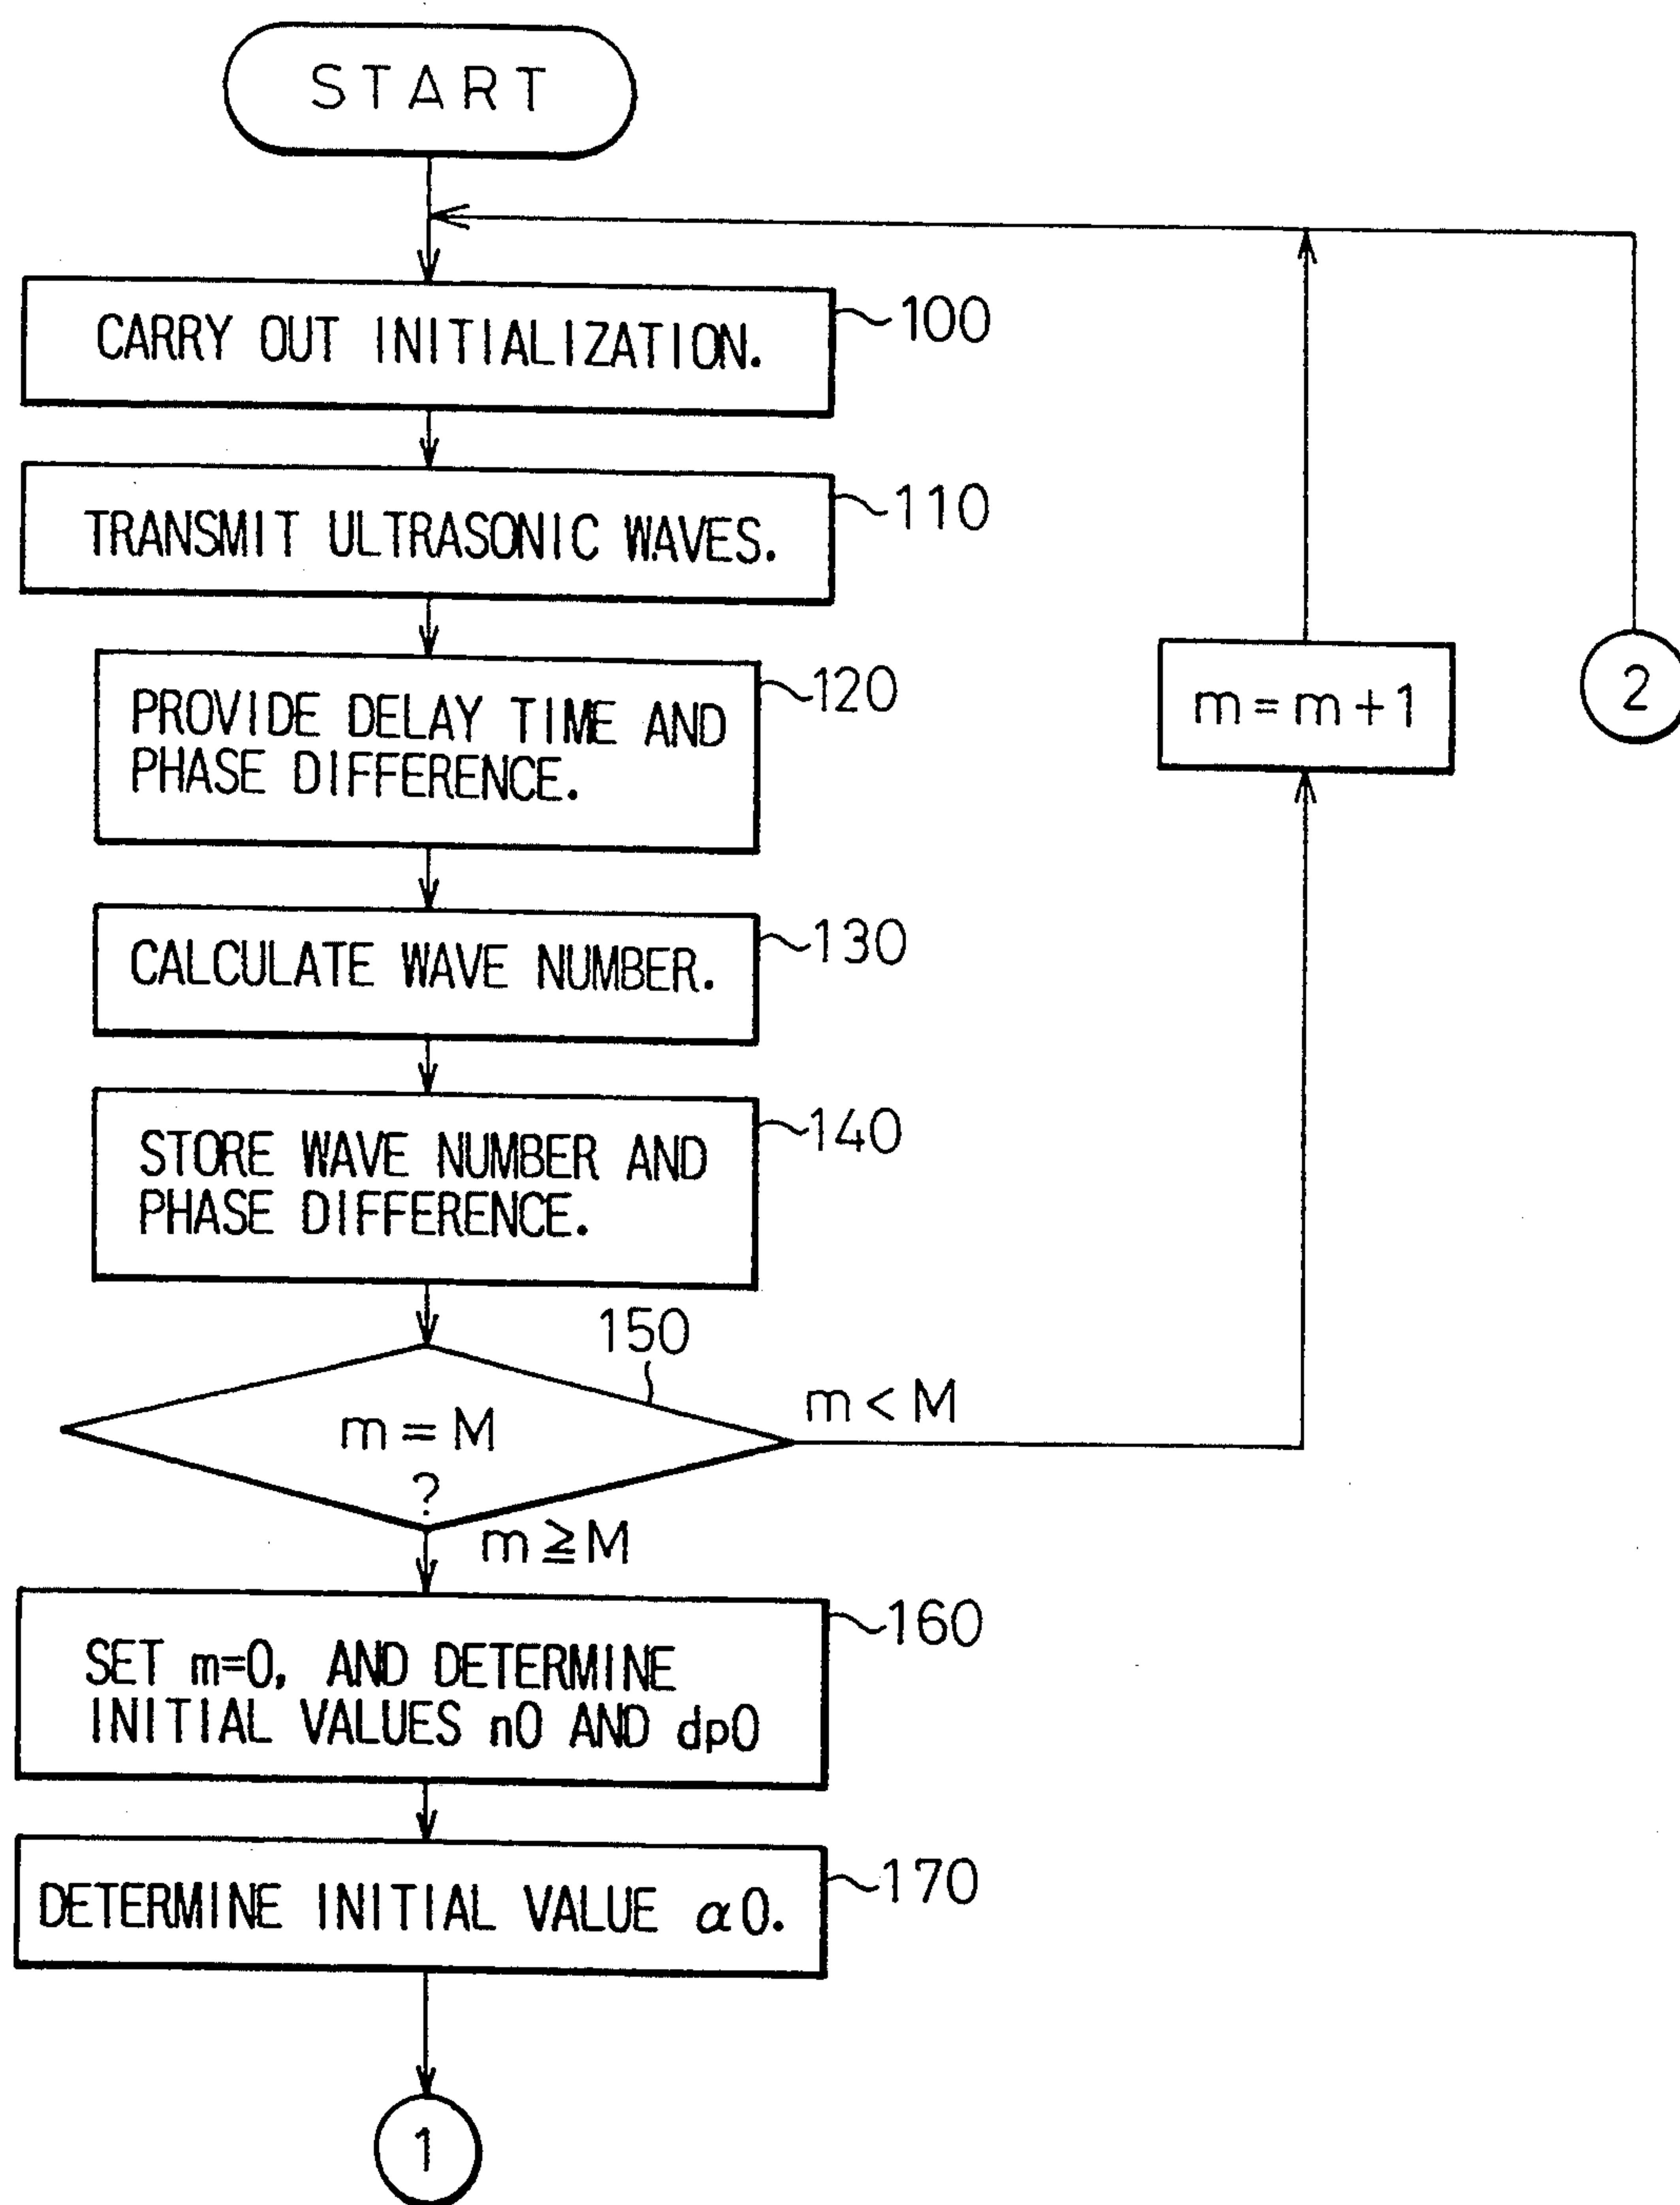 START
CARRY OUT INITIALIZATION.
100
TRANSMIT ULTRASONIC WAVES.
110
PROVIDE DELAY TIME AND
PHASE DIFFERENCE.
120
m=m+1
2
CALCULATE WAVE NUMBER.
130
STORE WAVE NUMBER AND
PHASE DIFFERENCE.
140
150
m=M
?
m<M
m≧M
SET m=0, AND DETERMINE
INITIAL VALUES n0 AND dp0
160
DETERMINE INITIAL VALUE α0.
170
1